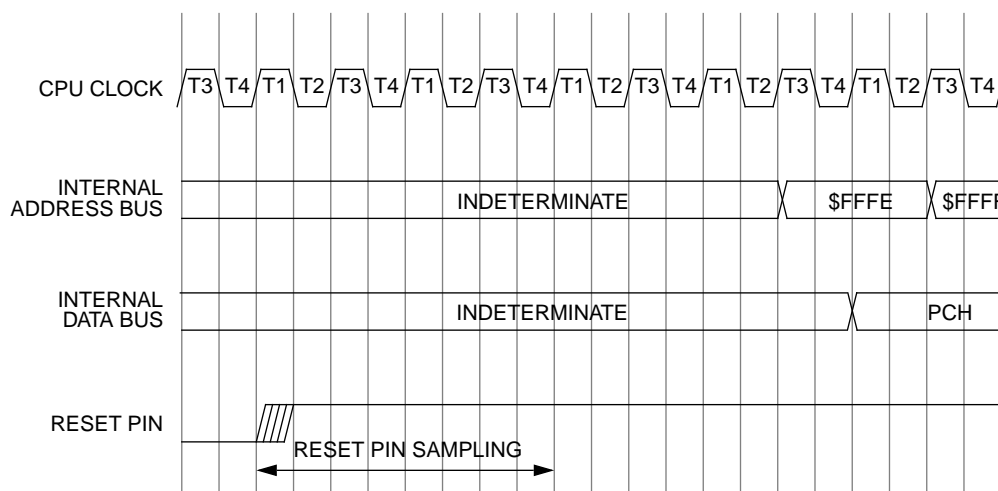 CPU CLOCK T3 T4 T1 T2 T3 T4 T1 T2 T3 T4 T1 T2 T3 T4 T1 T2 T3 T4 T1 T2 T3 T4
INTERNAL
ADDRESS BUS
INDETERMINATE $FFFE $FFFF
INTERNAL
DATA BUS
INDETERMINATE PCH
RESET PIN
RESET PIN SAMPLING